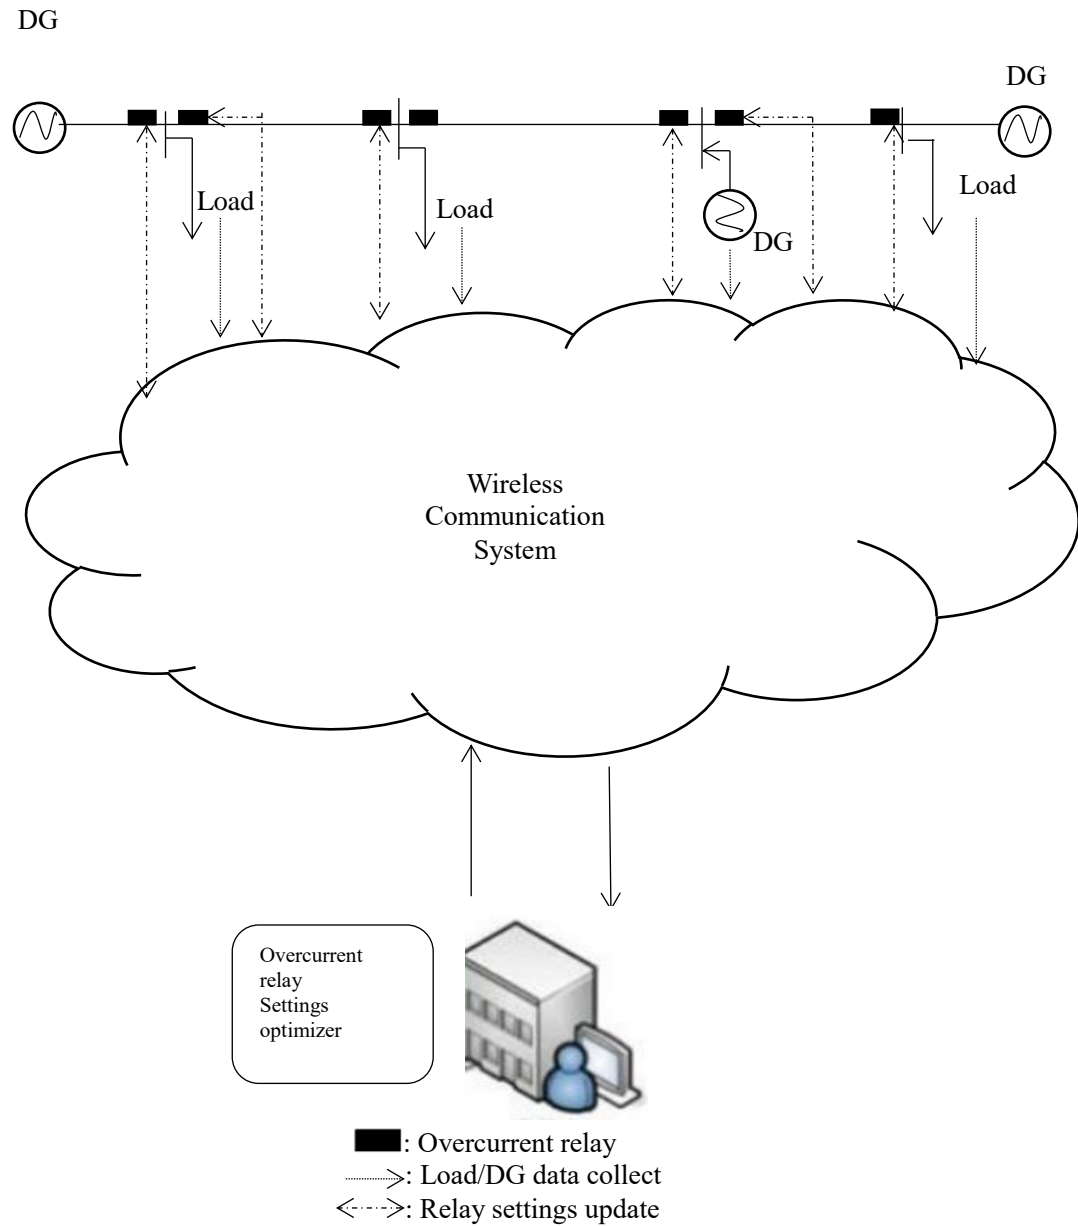 DG
DG
Load
Load
Load
DG
Wireless
Communication
System
Overcurrent
relay
Settings
optimizer
: Overcurrent relay
: Load/DG data collect
: Relay settings update